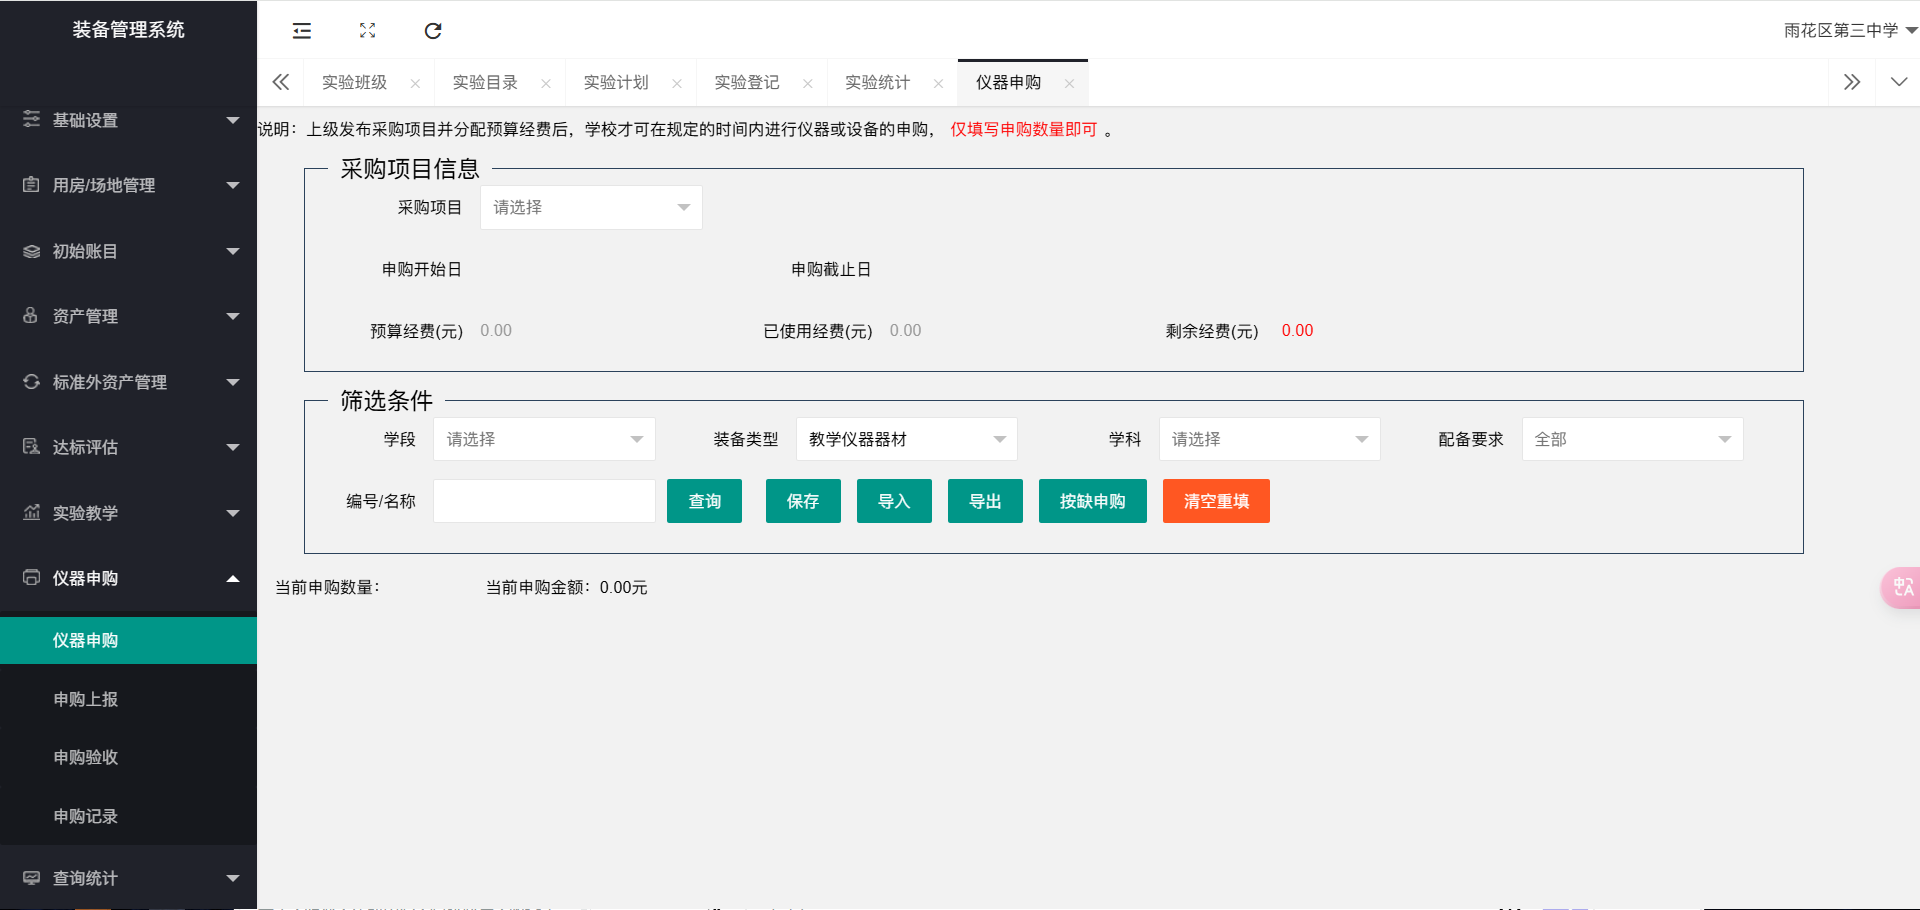 装备管理系统
雨花区第三中学
实验班级
实验目录
实验计划
实验登记
实验统计
仪器申购
基础设置
用房/场地管理
初始账目
资产管理
标准外资产管理
达标评估
实验教学
仪器申购
仪器申购
申购上报
申购验收
申购记录
查询统计
说明：上级发布采购项目并分配预算经费后，学校才可在规定的时间内进行仪器或设备的申购， 仅填写申购数量即可 。
采购项目信息
采购项目 请选择
申购开始日 申购截止日
预算经费(元) 0.00 已使用经费(元) 0.00 剩余经费(元) 0.00
筛选条件
学段 请选择 装备类型 教学仪器器材 学科 请选择 配备要求 全部
编号/名称 查询 保存 导入 导出 按缺申购 清空重填
当前申购数量： 当前申购金额：0.00元